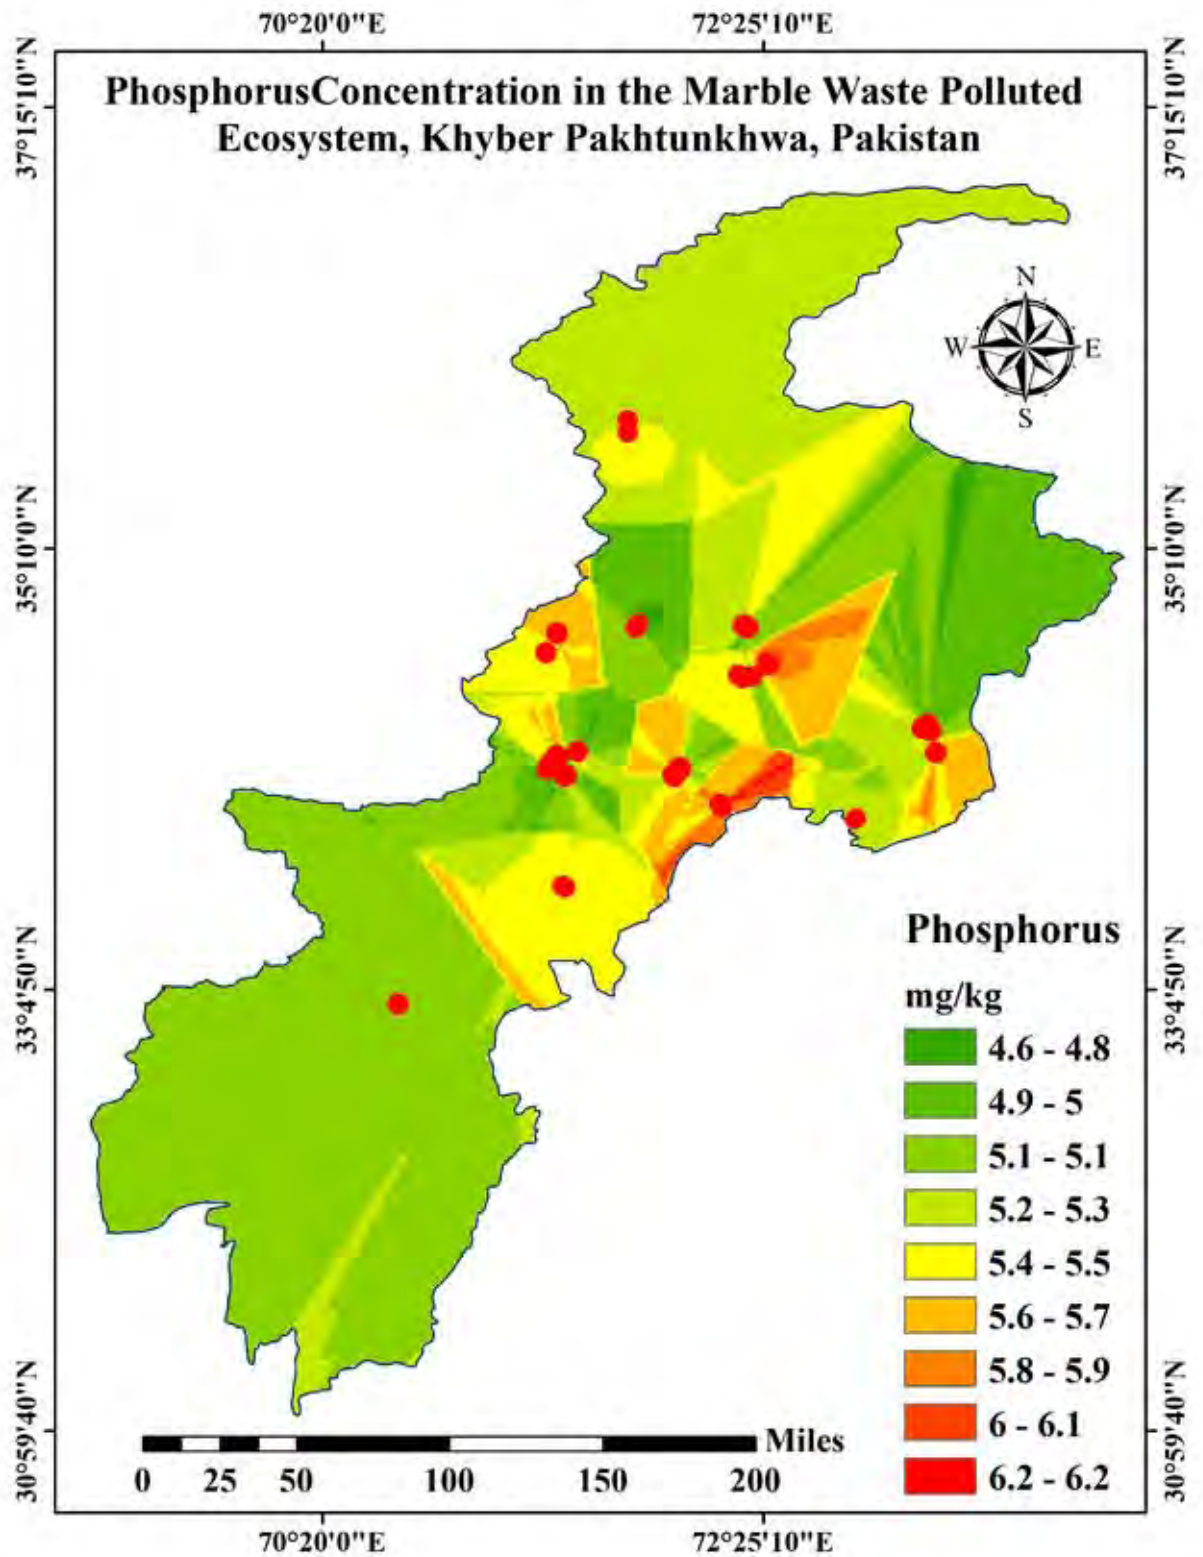 70°20'0"E 72°25'10"E
PhosphorusConcentration in the Marble Waste Polluted
Ecosystem, Khyber Pakhtunkhwa, Pakistan
37°15'10"N 37°15'10"N
N
W E
S
35°10'0"N 35°10'0"N
33°4'50"N 33°4'50"N
30°59'40"N 30°59'40"N
Phosphorus
mg/kg
4.6 - 4.8
4.9 - 5
5.1 - 5.1
5.2 - 5.3
5.4 - 5.5
5.6 - 5.7
5.8 - 5.9
6 - 6.1
6.2 - 6.2
Miles
0 25 50 100 150 200
70°20'0"E 72°25'10"E